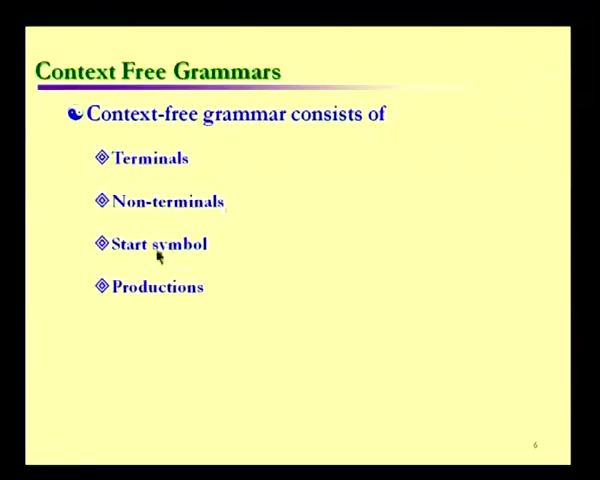 Context Free Grammars
Context-free grammar consists of
Terminals
Non-terminals
Start symbol
Productions
6